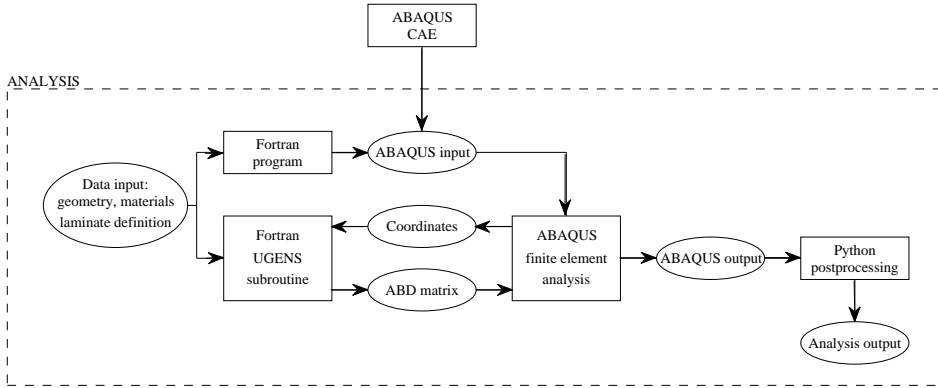 ABAQUS
CAE
ANALYSIS
Fortran
program
ABAQUS input
Data input:
geometry, materials
laminate definition
Fortran
UGENS
subroutine
Coordinates
ABD matrix
ABAQUS
finite element
analysis
ABAQUS output
Python
postprocessing
Analysis output